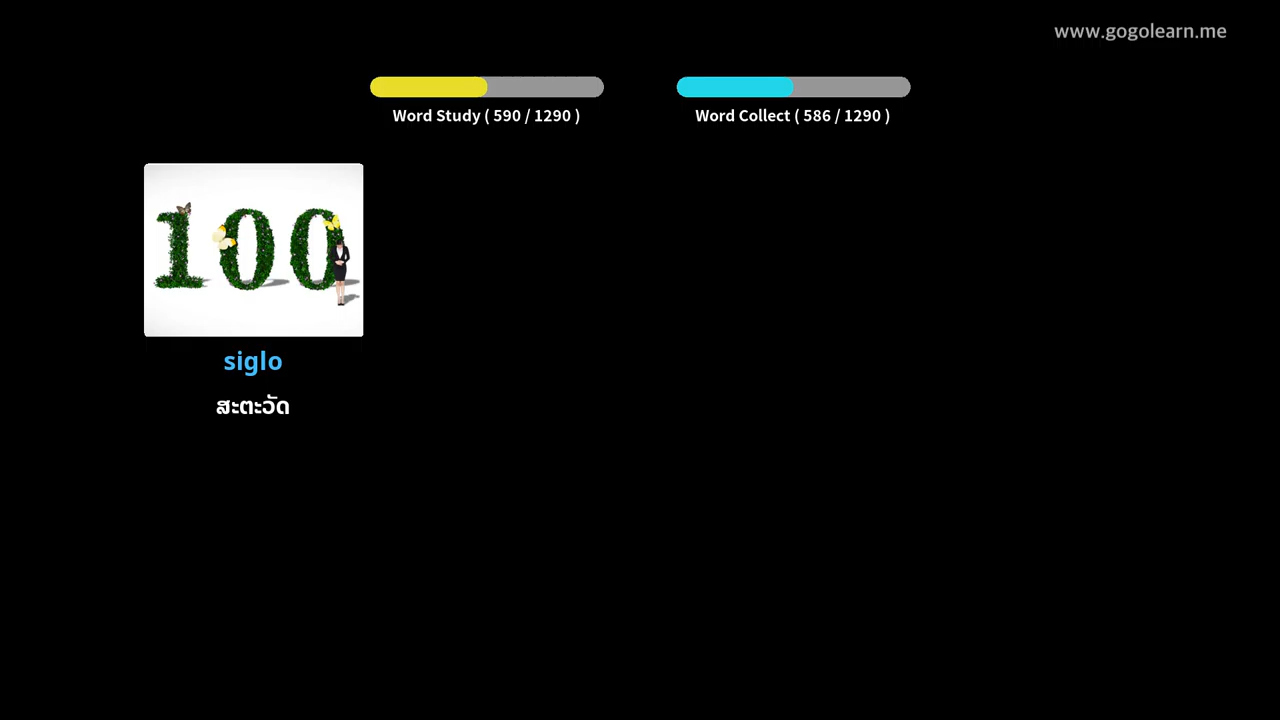 www.gogolearn.me
Word Study ( 590 / 1290 )
Word Collect ( 586 / 1290 )
100
siglo
ສະຕະວັດ